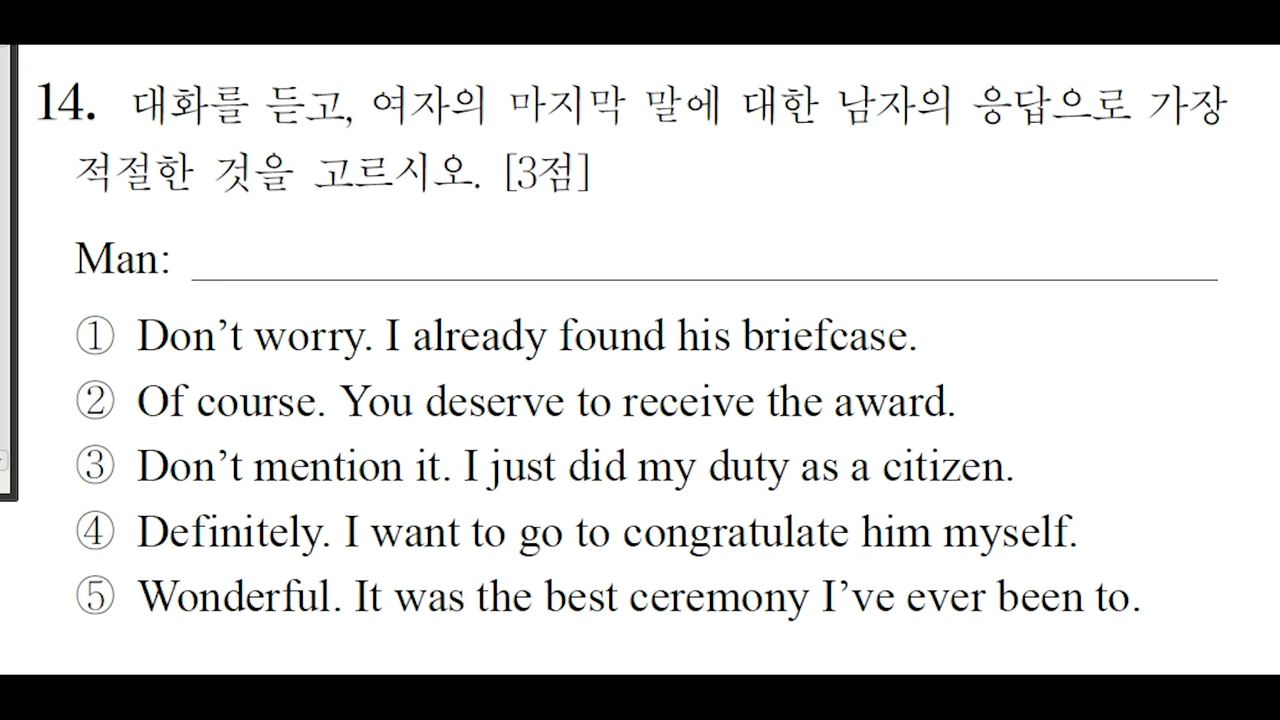 14. 대화를 듣고, 여자의 마지막 말에 대한 남자의 응답으로 가장
적절한 것을 고르시오. [3점]
Man:
① Don’t worry. I already found his briefcase.
② Of course. You deserve to receive the award.
③ Don’t mention it. I just did my duty as a citizen.
④ Definitely. I want to go to congratulate him myself.
⑤ Wonderful. It was the best ceremony I’ve ever been to.